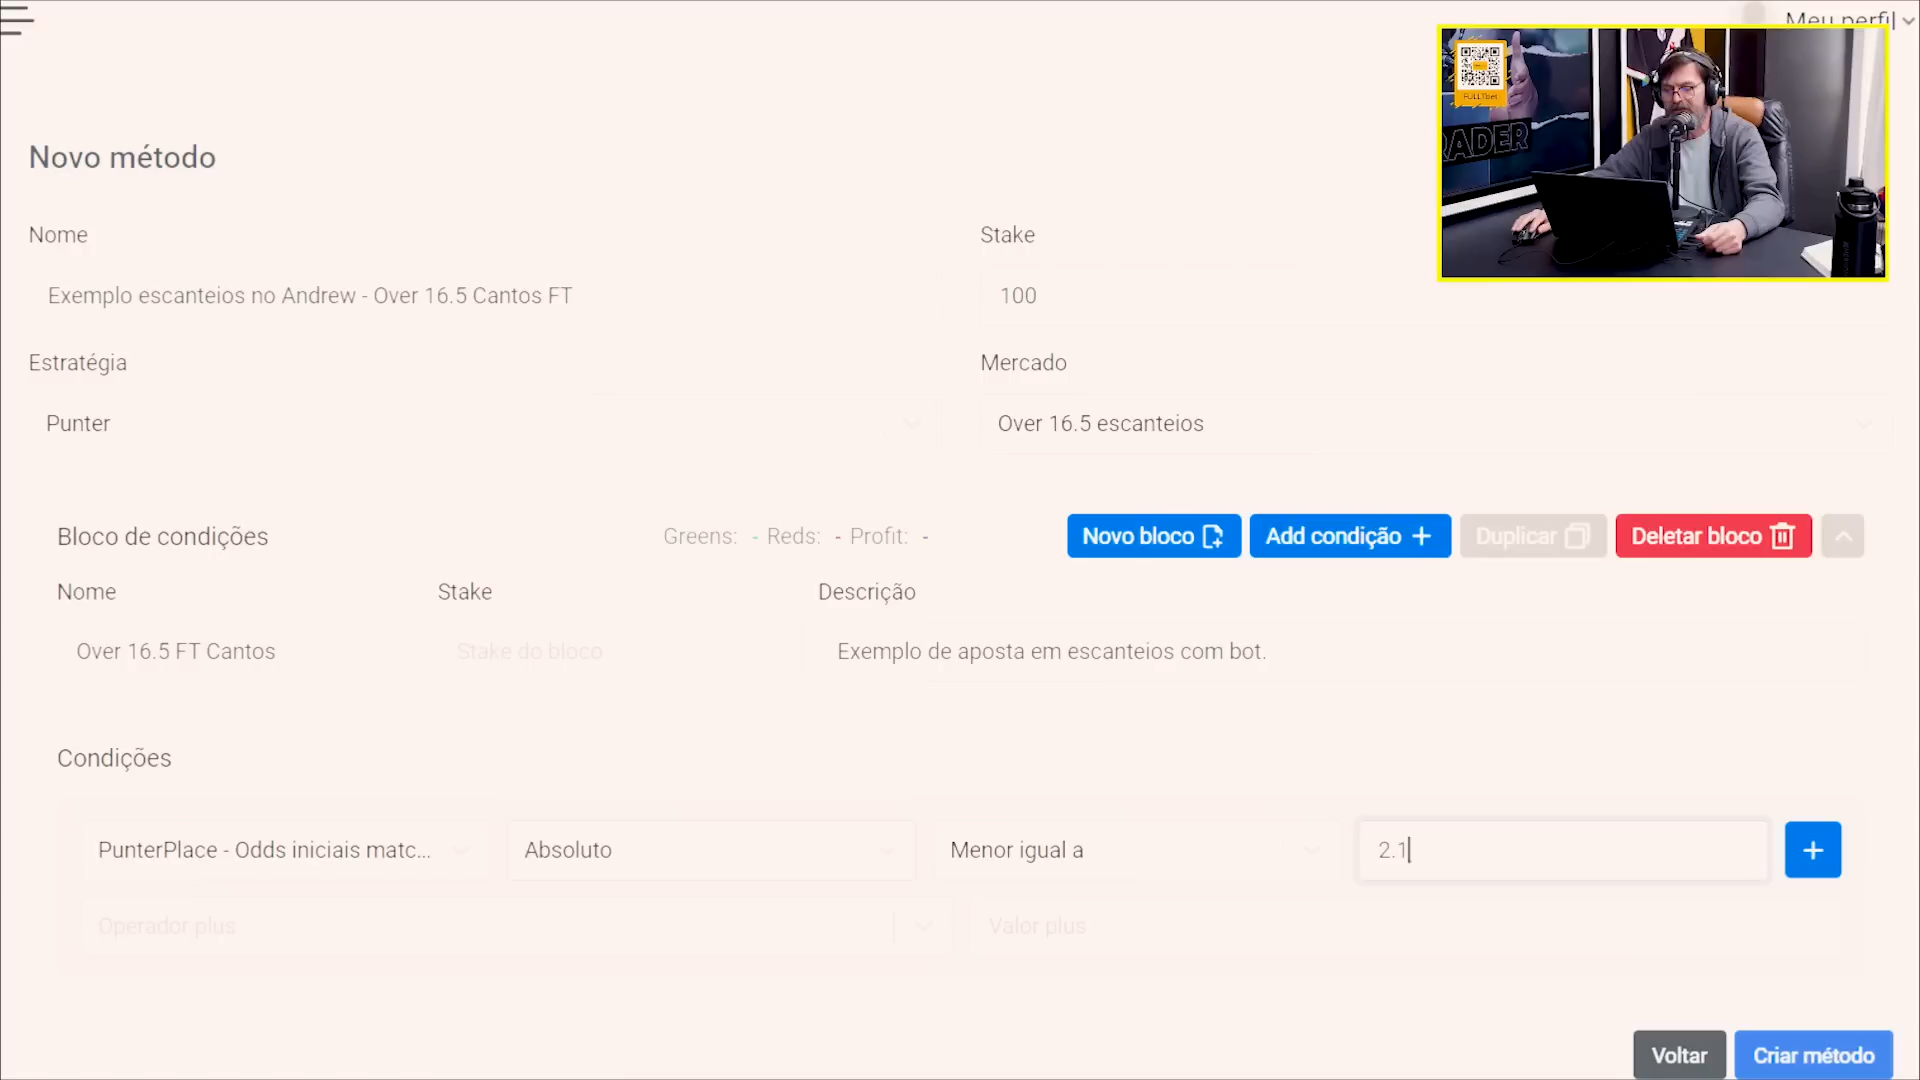 Meu perfil
FULLTbet
RADER
Novo método
Nome
Stake
Exemplo escanteios no Andrew - Over 16.5 Cantos FT
100
Estratégia
Mercado
Punter
Over 16.5 escanteios
Bloco de condições
Greens: - Reds: - Profit: -
Novo bloco
Add condição
Duplicar
Deletar bloco
Nome
Stake
Descrição
Over 16.5 FT Cantos
Stake do bloco
Exemplo de aposta em escanteios com bot.
Condições
PunterPlace - Odds iniciais matc...
Absoluto
Menor igual a
2.1
Operador plus
Valor plus
Voltar
Criar método